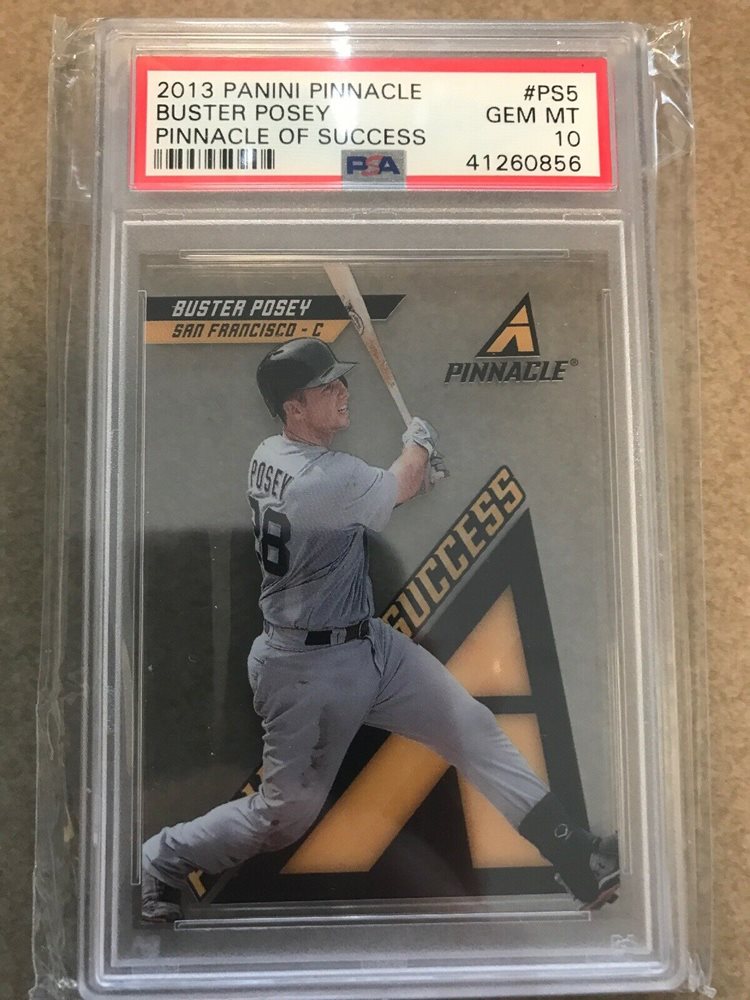 2013 PANINI PINNACLE #PS5
BUSTER POSEY GEM MT
PINNACLE OF SUCCESS 10
PSA 41260856
BUSTER POSEY
SAN FRANCISCO - C
PINNACLE®
POSEY
28
SUCCESS